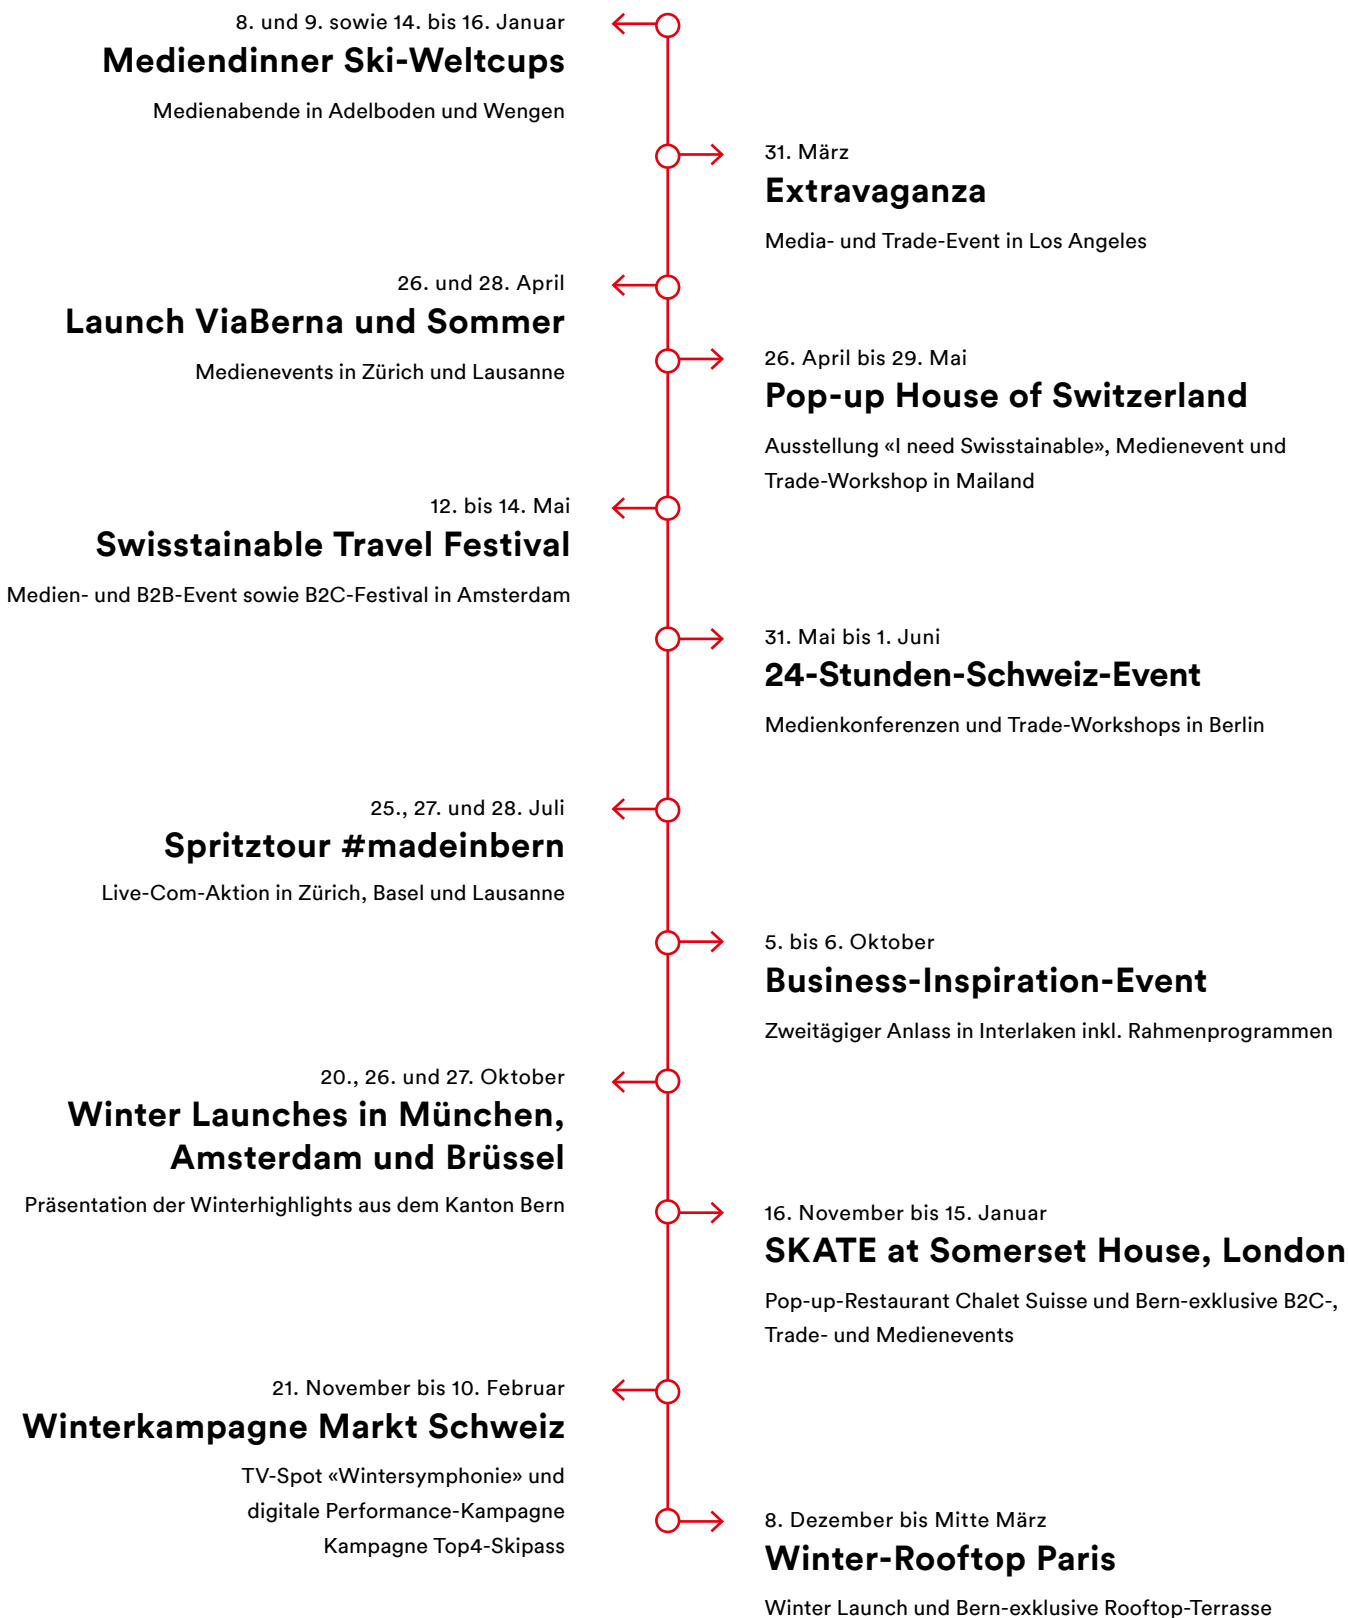 8. und 9. sowie 14. bis 16. Januar
Mediendinner Ski-Weltcups
Medienabende in Adelboden und Wengen
31. März
Extravaganza
Media- und Trade-Event in Los Angeles
26. und 28. April
Launch ViaBerna und Sommer
Medienevents in Zürich und Lausanne
26. April bis 29. Mai
Pop-up House of Switzerland
Ausstellung «I need Swisstainable», Medienevent und
Trade-Workshop in Mailand
12. bis 14. Mai
Swisstainable Travel Festival
Medien- und B2B-Event sowie B2C-Festival in Amsterdam
31. Mai bis 1. Juni
24-Stunden-Schweiz-Event
Medienkonferenzen und Trade-Workshops in Berlin
25., 27. und 28. Juli
Spritztour #madeinbern
Live-Com-Aktion in Zürich, Basel und Lausanne
5. bis 6. Oktober
Business-Inspiration-Event
Zweitägiger Anlass in Interlaken inkl. Rahmenprogrammen
20., 26. und 27. Oktober
Winter Launches in München,
Amsterdam und Brüssel
Präsentation der Winterhighlights aus dem Kanton Bern
16. November bis 15. Januar
SKATE at Somerset House, London
Pop-up-Restaurant Chalet Suisse und Bern-exklusive B2C-,
Trade- und Medienevents
21. November bis 10. Februar
Winterkampagne Markt Schweiz
TV-Spot «Wintersymphonie» und
digitale Performance-Kampagne
Kampagne Top4-Skipass
8. Dezember bis Mitte März
Winter-Rooftop Paris
Winter Launch und Bern-exklusive Rooftop-Terrasse